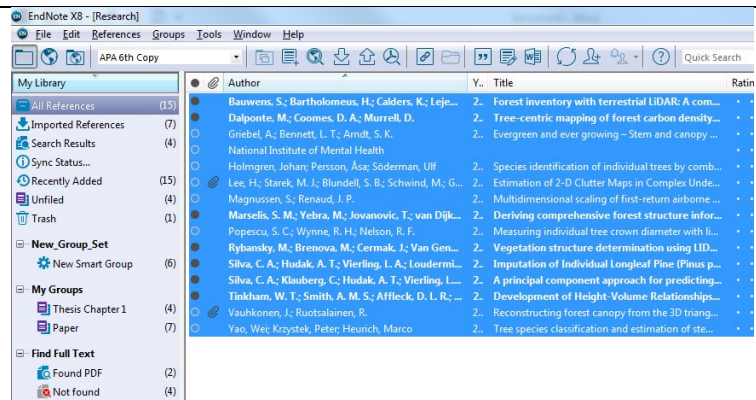 EndNote X8 - [Research]
File Edit References Groups Tools Window Help
APA 6th Copy
Quick Search
My Library
Author Y.. Title Ratin
All References (15)
Imported References (7)
Search Results (4)
Sync Status...
Recently Added (15)
Unfiled (4)
Trash (1)
New_Group_Set
New Smart Group (6)
My Groups
Thesis Chapter 1 (4)
Paper (7)
Find Full Text
Found PDF (2)
Not found (4)
Bauwens, S.; Bartholomeus, H.; Calders, K.; Leje... 2.. Forest inventory with terrestrial LiDAR: A com...
Dalponte, M.; Coomes, D. A.; Murrell, D. 2.. Tree-centric mapping of forest carbon density...
Griebel, A.; Bennett, L. T.; Arndt, S. K. 2.. Evergreen and ever growing – Stem and canopy ...
National Institute of Mental Health
Holmgren, Johan; Persson, Åsa; Söderman, Ulf 2.. Species identification of individual trees by comb...
Lee, H.; Starek, M. J.; Blundell, S. B.; Schwind, M.; G... 2.. Estimation of 2-D Clutter Maps in Complex Unde...
Magnussen, S.; Renaud, J. P. 2.. Multidimensional scaling of first-return airborne ...
Marselis, S. M.; Yebra, M.; Jovanovic, T.; van Dijk... 2.. Deriving comprehensive forest structure infor...
Popescu, S. C.; Wynne, R. H.; Nelson, R. F. 2.. Measuring individual tree crown diameter with li...
Rybansky, M.; Brenova, M.; Cermak, J.; Van Gen... 2.. Vegetation structure determination using LID...
Silva, C. A.; Hudak, A. T.; Vierling, L. A.; Loudermi... 2.. Imputation of Individual Longleaf Pine (Pinus p...
Silva, C. A.; Klauberg, C.; Hudak, A. T.; Vierling, L.... 2.. A principal component approach for predicting...
Tinkham, W. T.; Smith, A. M. S.; Affleck, D. L. R.; ... 2.. Development of Height-Volume Relationships...
Vauhkonen, J.; Ruotsalainen, R. 2.. Reconstructing forest canopy from the 3D triang...
Yao, Wei; Krzystek, Peter; Heurich, Marco 2.. Tree species classification and estimation of ste...